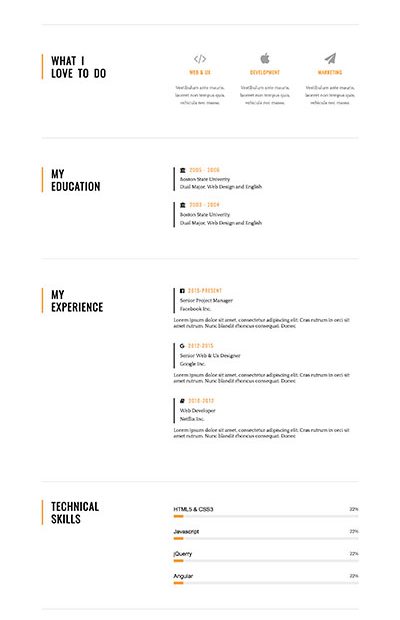 WHAT I
LOVE TO DO
WEB & UX
Vestibulum ante mauris,
laoreet non tempus quis,
vehicula nec massa.
DEVELOPMENT
Vestibulum ante mauris,
laoreet non tempus quis,
vehicula nec massa.
MARKETING
Vestibulum ante mauris,
laoreet non tempus quis,
vehicula nec massa.
MY
EDUCATION
2005 - 2006
Boston State Univerity
Dual Major, Web Design and English
2003 - 2004
Boston State Univerity
Dual Major, Web Design and English
MY
EXPERIENCE
2015-PRESENT
Senior Project Manager
Facebook Inc.
Lorem ipsum dolor sit amet, consectetur adipiscing elit. Cras rutrum in orci sit
amet rutrum. Nunc blandit rhoncus consequat. Donec
2012-2015
Senior Web & Ux Designer
Google Inc.
Lorem ipsum dolor sit amet, consectetur adipiscing elit. Cras rutrum in orci sit
amet rutrum. Nunc blandit rhoncus consequat. Donec
2010-2012
Web Developer
Netflix Inc.
Lorem ipsum dolor sit amet, consectetur adipiscing elit. Cras rutrum in orci sit
amet rutrum. Nunc blandit rhoncus consequat. Donec
TECHNICAL
SKILLS
HTML5 & CSS3 22%
Javascript 22%
jQuerry 22%
Angular 22%